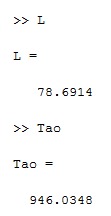 >> L
L =
78.6914
>> Tao
Tao =
946.0348